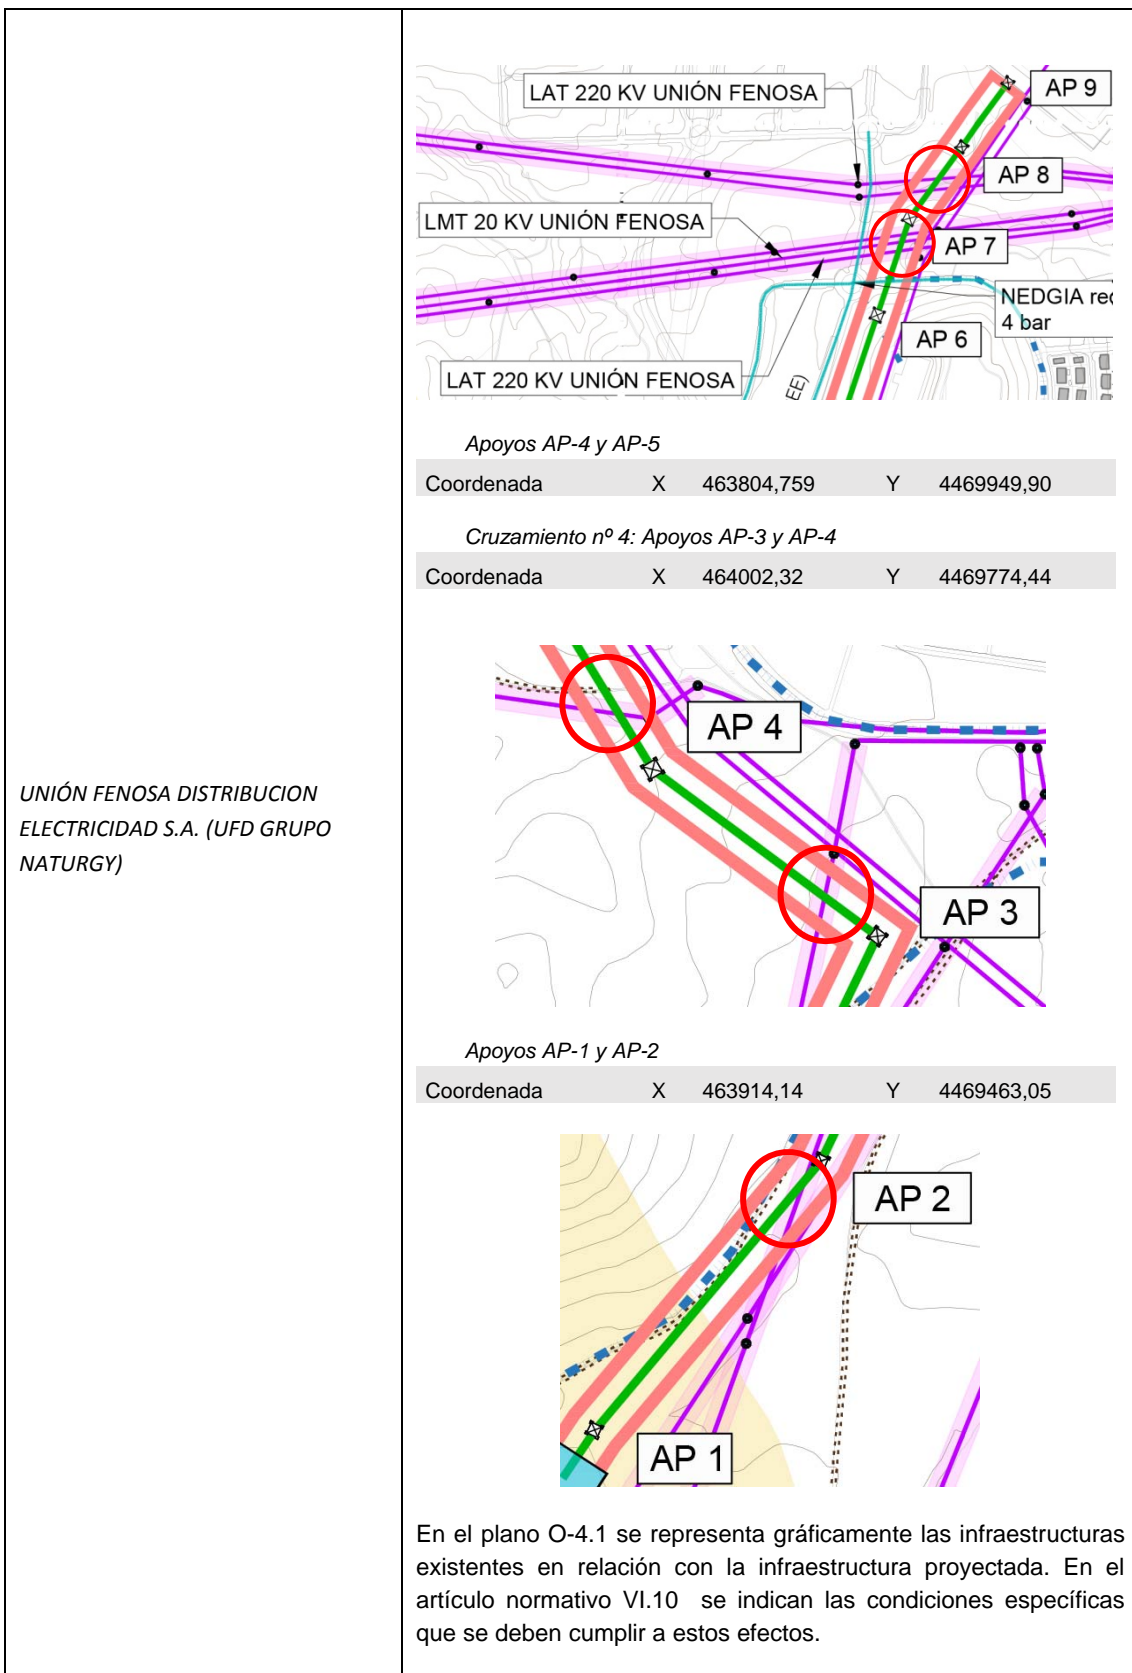 LAT 220 KV UNIÓN FENOSA
AP 9
AP 8
LMT 20 KV UNIÓN FENOSA
AP 7
NEDGIA red
4 bar
AP 6
LAT 220 KV UNIÓN FENOSA
EE)
Apoyos AP-4 y AP-5
Coordenada X 463804,759 Y 4469949,90
Cruzamiento nº 4: Apoyos AP-3 y AP-4
Coordenada X 464002,32 Y 4469774,44
AP 4
AP 3
UNIÓN FENOSA DISTRIBUCION
ELECTRICIDAD S.A. (UFD GRUPO
NATURGY)
Apoyos AP-1 y AP-2
Coordenada X 463914,14 Y 4469463,05
AP 2
AP 1
En el plano O-4.1 se representa gráficamente las infraestructuras
existentes en relación con la infraestructura proyectada. En el
artículo normativo VI.10 se indican las condiciones específicas
que se deben cumplir a estos efectos.